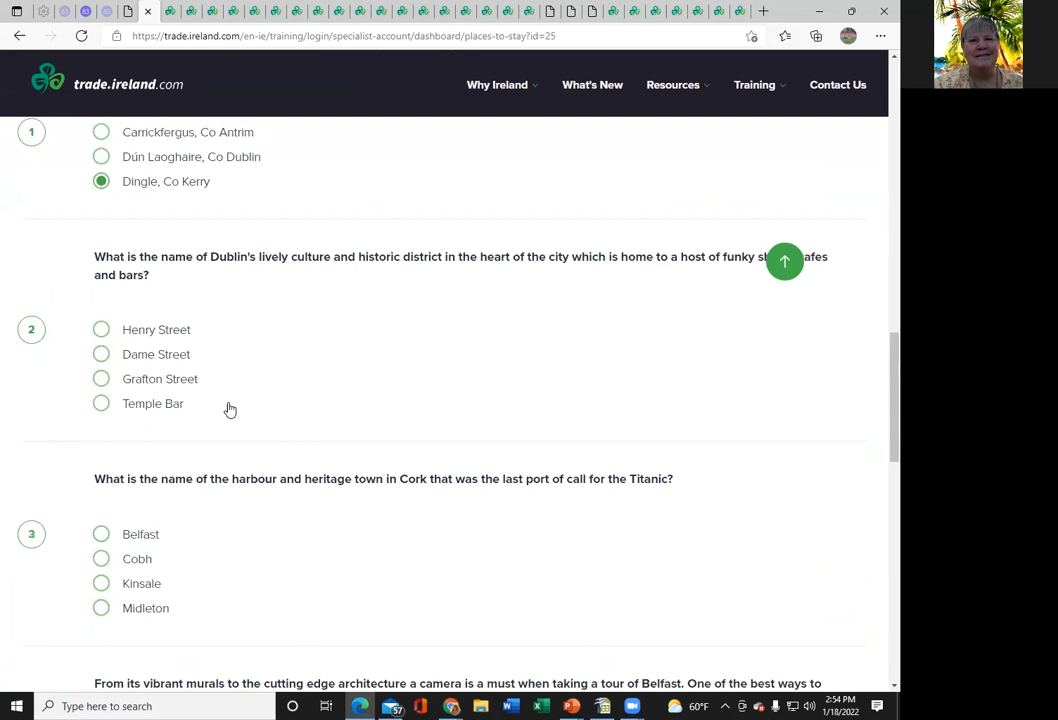 https://trade.ireland.com/en-ie/training/login/specialist-account/dashboard/places-to-stay?id=25
trade.ireland.com
Why Ireland
What's New
Resources
Training
Contact Us
1
Carrickfergus, Co Antrim
Dún Laoghaire, Co Dublin
Dingle, Co Kerry
What is the name of Dublin's lively culture and historic district in the heart of the city which is home to a host of funky
and bars?
2
Henry Street
Dame Street
Grafton Street
Temple Bar
What is the name of the harbour and heritage town in Cork that was the last port of call for the Titanic?
3
Belfast
Cobh
Kinsale
Midleton
From its vibrant murals to the cutting edge architecture a camera is a must when taking a tour of Belfast. One of the best ways to
Type here to search
57
60°F
2:54 PM
1/18/2022